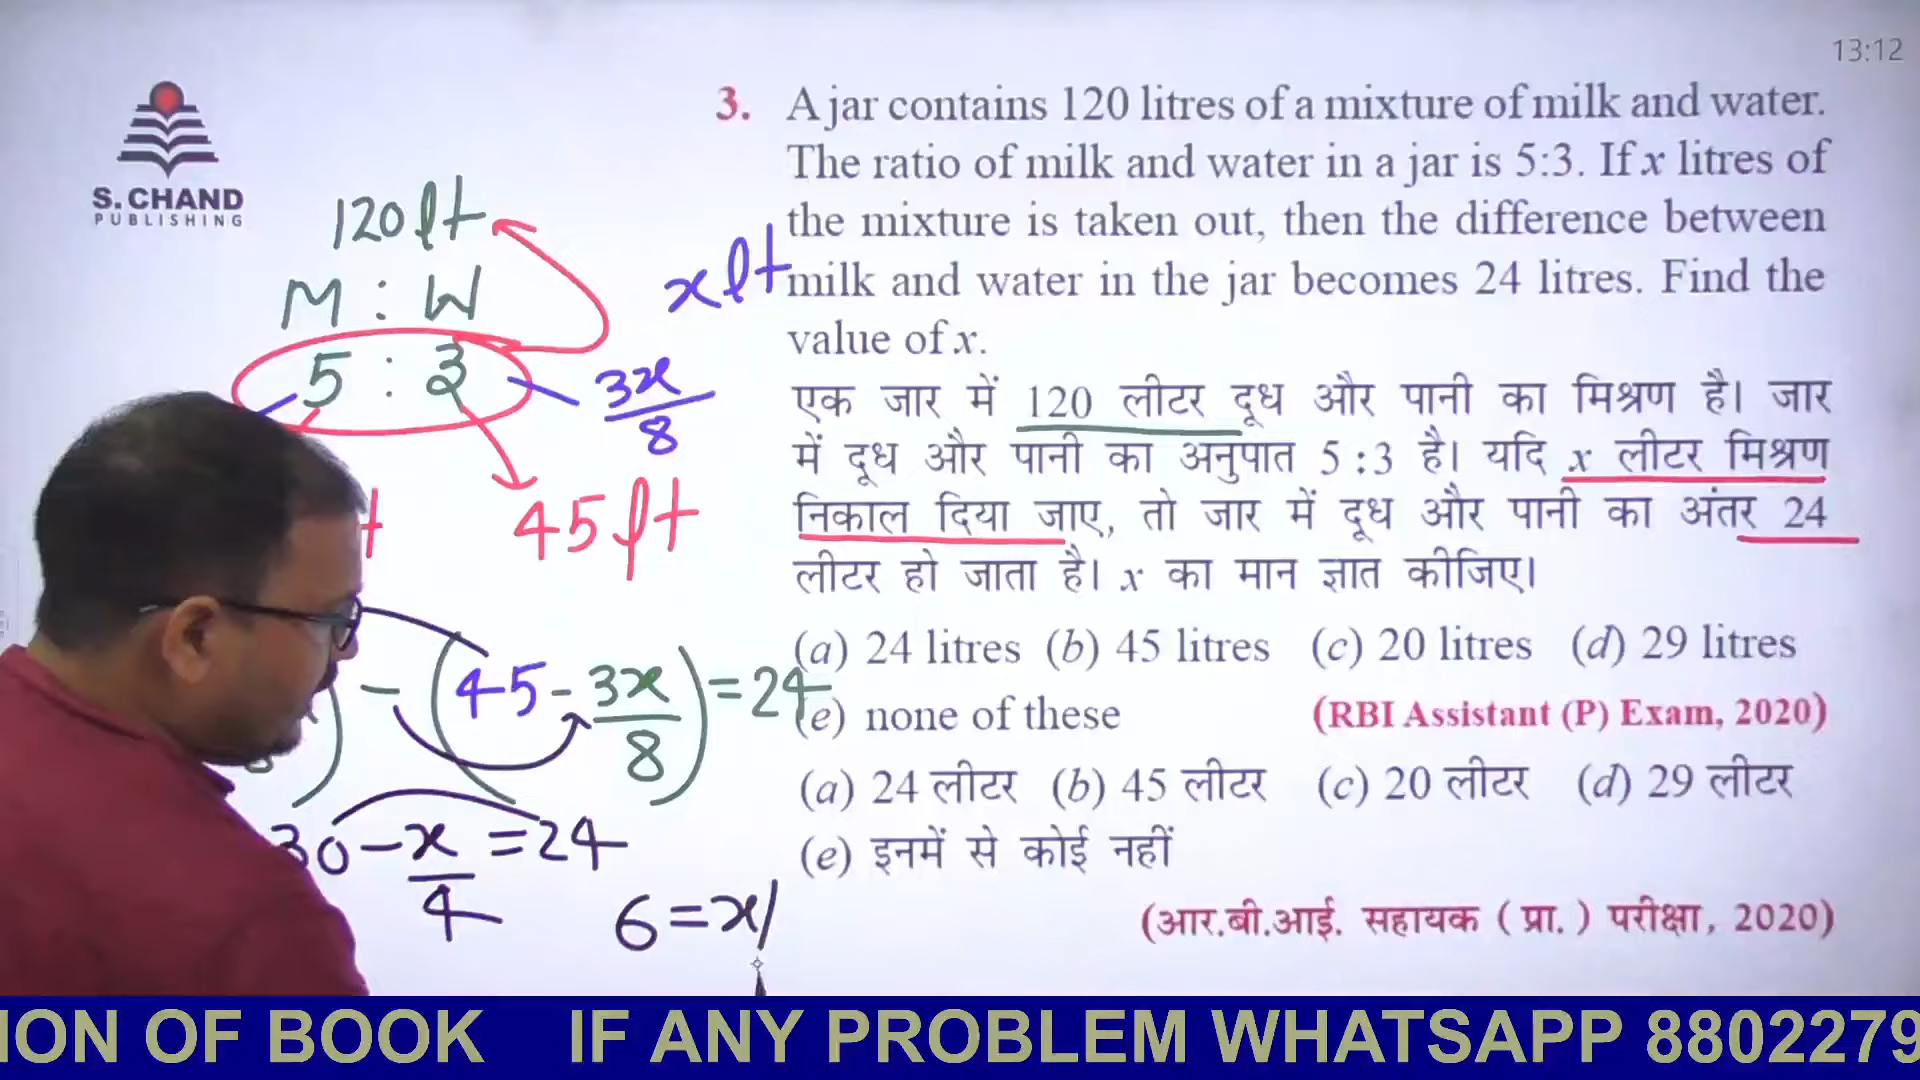 13:12
S. CHAND
PUBLISHING
3. A jar contains 120 litres of a mixture of milk and water.
The ratio of milk and water in a jar is 5:3. If x litres of
the mixture is taken out, then the difference between
milk and water in the jar becomes 24 litres. Find the
value of x.
एक जार में 120 लीटर दूध और पानी का मिश्रण है। जार
में दूध और पानी का अनुपात 5:3 है। यदि x लीटर मिश्रण
निकाल दिया जाए, तो जार में दूध और पानी का अंतर 24
लीटर हो जाता है। x का मान ज्ञात कीजिए।
(a) 24 litres (b) 45 litres (c) 20 litres (d) 29 litres
(e) none of these (RBI Assistant (P) Exam, 2020)
(a) 24 लीटर (b) 45 लीटर (c) 20 लीटर (d) 29 लीटर
(e) इनमें से कोई नहीं
(आर.बी.आई. सहायक ( प्रा. ) परीक्षा, 2020)
120 lt
M : W
x lt
5 : 3
3x/8
45 lt
- (45 - 3x/8) = 24
30 - x/4 = 24
6 = x/
ION OF BOOK IF ANY PROBLEM WHATSAPP 8802279